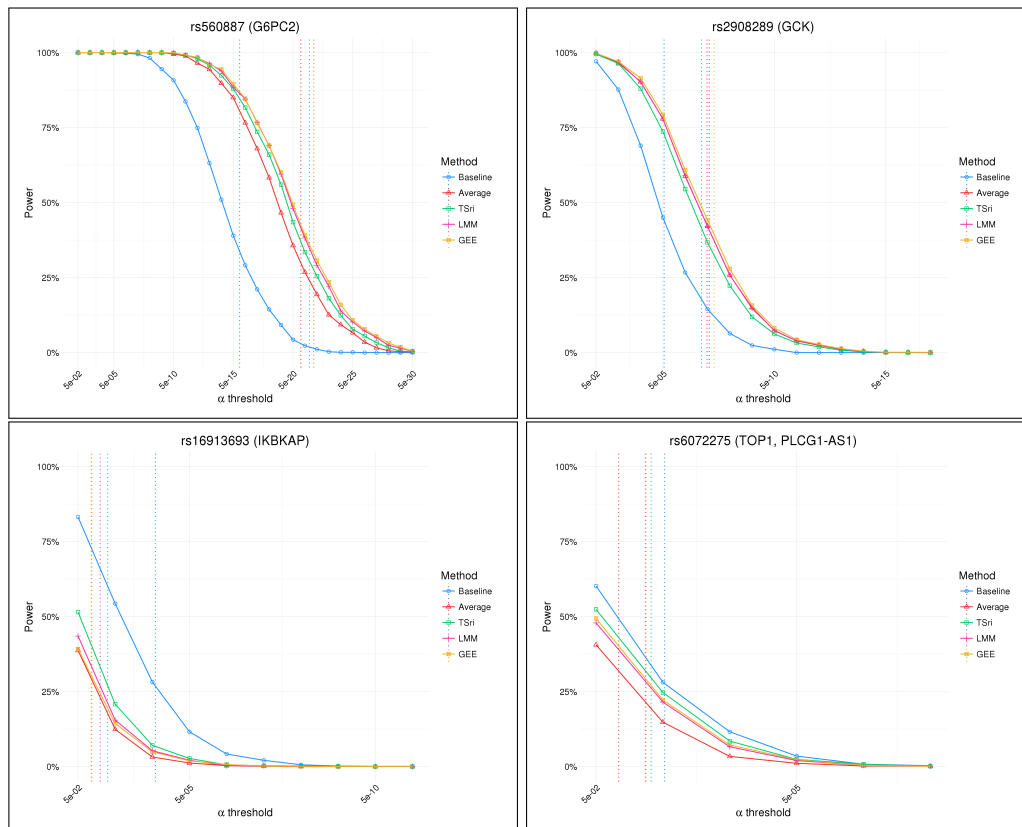 rs560887 (G6PC2)
100%
75%
50%
25%
0%
Power
5e-02
5e-05
5e-10
5e-15
5e-20
5e-25
5e-30
α threshold
Method
Baseline
Average
TSri
LMM
GEE
rs2908289 (GCK)
100%
75%
50%
25%
0%
Power
5e-02
5e-05
5e-10
5e-15
α threshold
Method
Baseline
Average
TSri
LMM
GEE
rs16913693 (IKBKAP)
100%
75%
50%
25%
0%
Power
5e-02
5e-05
5e-10
α threshold
Method
Baseline
Average
TSri
LMM
GEE
rs6072275 (TOP1, PLCG1-AS1)
100%
75%
50%
25%
0%
Power
5e-02
5e-05
α threshold
Method
Baseline
Average
TSri
LMM
GEE